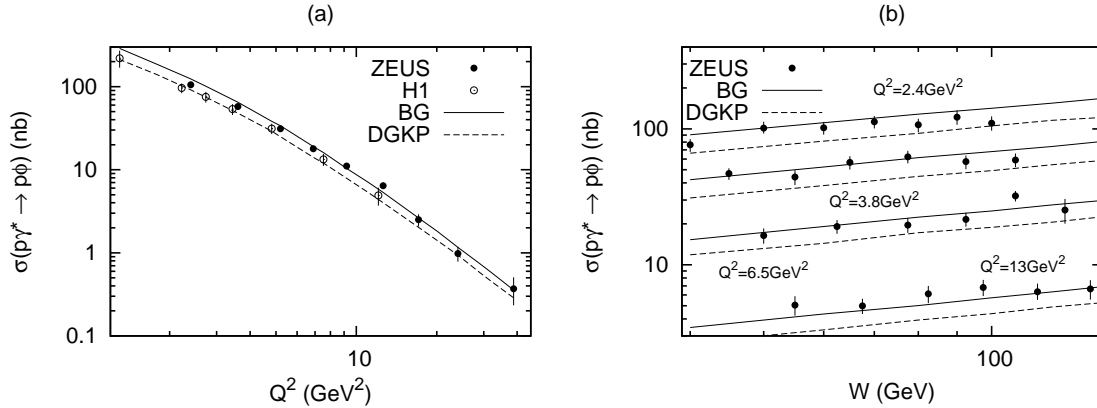 (a)
σ(pγ* → pϕ) (nb)
100
10
1
0.1
ZEUS
H1
BG
DGKP
10
Q² (GeV²)
(b)
σ(pγ* → pϕ) (nb)
100
10
ZEUS
BG
DGKP
Q²=2.4GeV²
Q²=3.8GeV²
Q²=6.5GeV²
Q²=13GeV²
100
W (GeV)